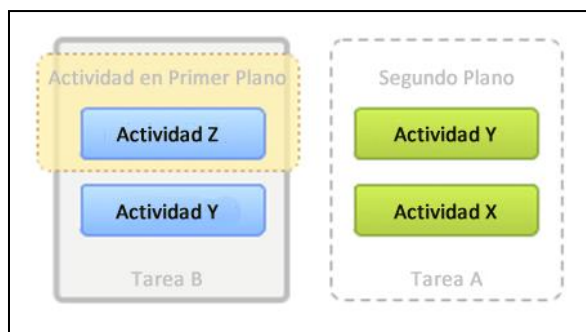 Actividad en Primer Plano
Actividad Z
Actividad Y
Tarea B
Segundo Plano
Actividad Y
Actividad X
Tarea A